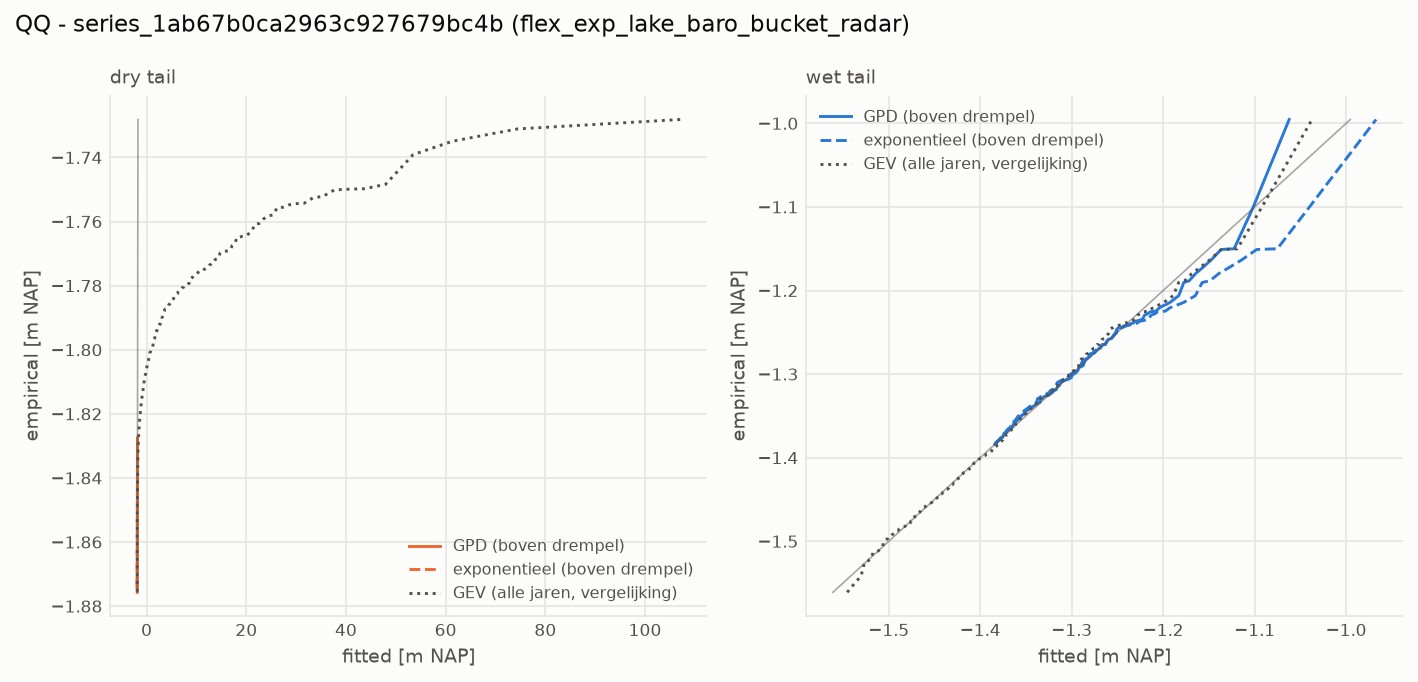 QQ - series_1ab67b0ca2963c927679bc4b (flex_exp_lake_baro_bucket_radar)
dry tail
−1.74
−1.76
−1.78
−1.80
−1.82
−1.84
−1.86
−1.88
empirical [m NAP]
GPD (boven drempel)
exponentieel (boven drempel)
GEV (alle jaren, vergelijking)
0 20 40 60 80 100
fitted [m NAP]
wet tail
GPD (boven drempel)
exponentieel (boven drempel)
GEV (alle jaren, vergelijking)
−1.0
−1.1
−1.2
−1.3
−1.4
−1.5
empirical [m NAP]
−1.5 −1.4 −1.3 −1.2 −1.1 −1.0
fitted [m NAP]